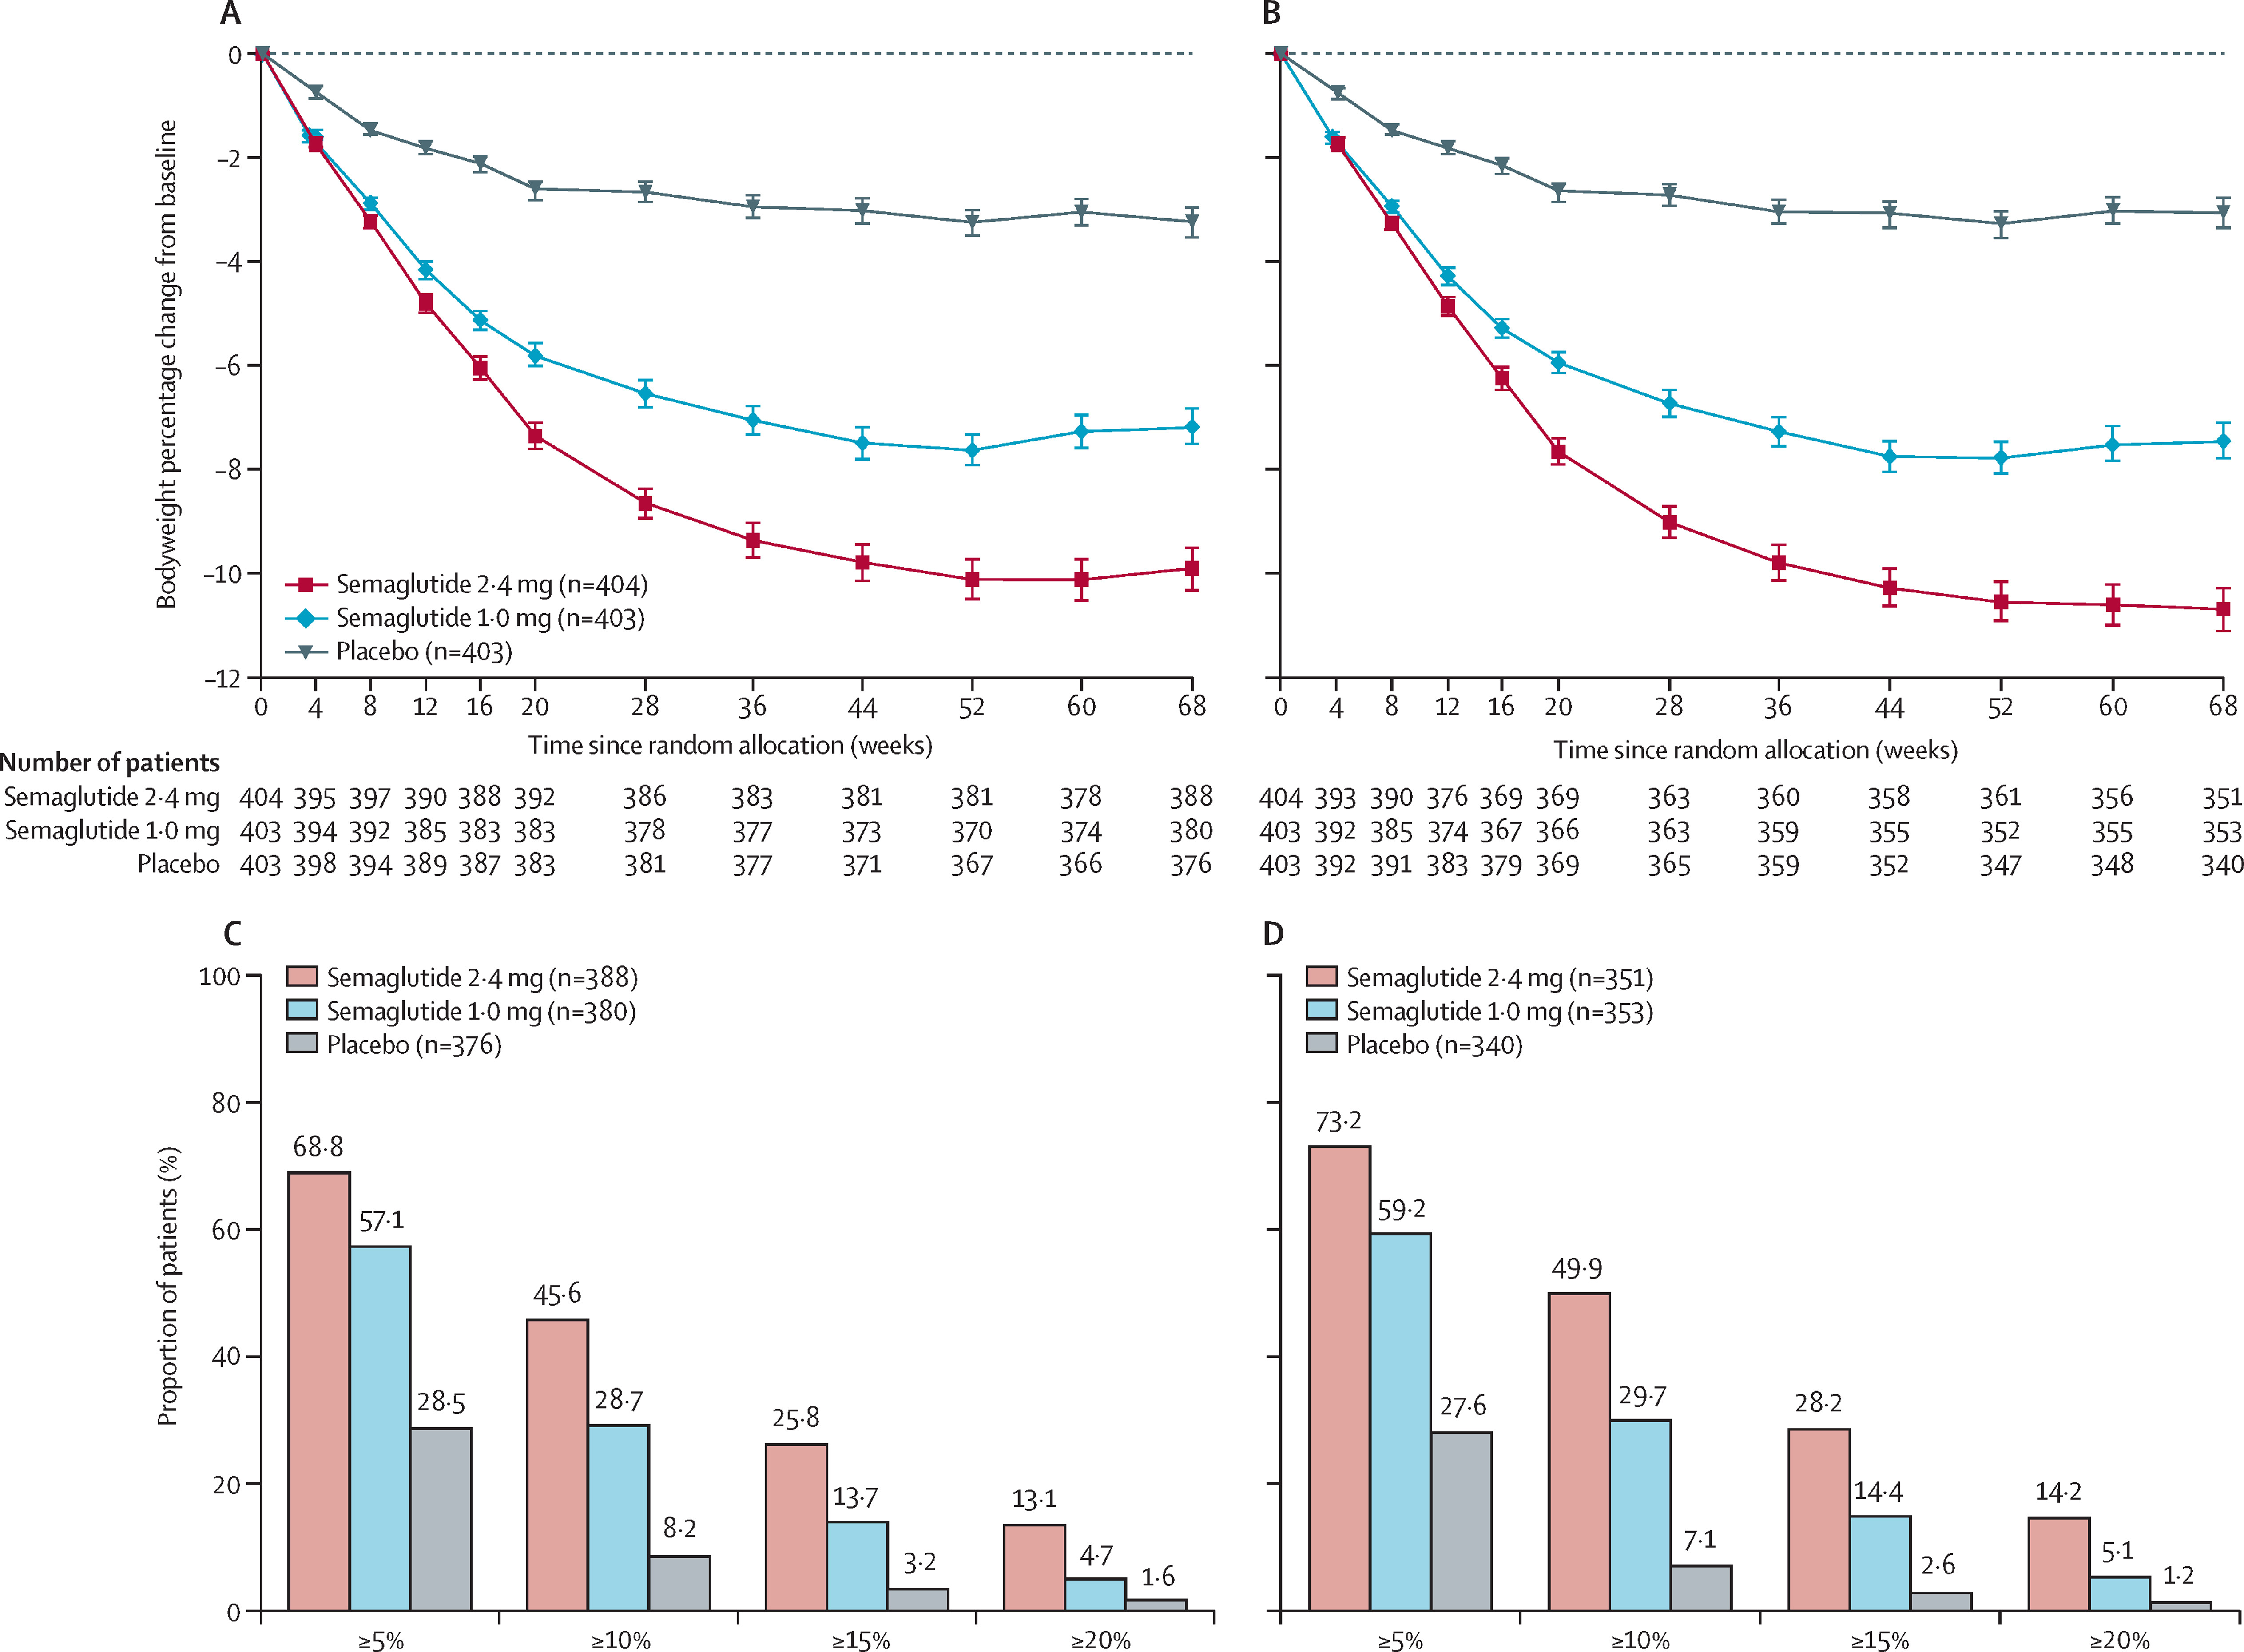 A
B
Bodyweight percentage change from baseline
0
–2
–4
–6
–8
–10
–12
Semaglutide 2·4 mg (n=404)
Semaglutide 1·0 mg (n=403)
Placebo (n=403)
0 4 8 12 16 20 28 36 44 52 60 68
Time since random allocation (weeks)
0 4 8 12 16 20 28 36 44 52 60 68
Time since random allocation (weeks)
Number of patients
Semaglutide 2·4 mg 404 395 397 390 388 392 386 383 381 381 378 388 404 393 390 376 369 369 363 360 358 361 356 351
Semaglutide 1·0 mg 403 394 392 385 383 383 378 377 373 370 374 380 403 392 385 374 367 366 363 359 355 352 355 353
Placebo 403 398 394 389 387 383 381 377 371 367 366 376 403 392 391 383 379 369 365 359 352 347 348 340
C
Semaglutide 2·4 mg (n=388)
Semaglutide 1·0 mg (n=380)
Placebo (n=376)
Proportion of patients (%)
100
80
60
40
20
0
68·8
57·1
28·5
45·6
28·7
8·2
25·8
13·7
3·2
13·1
4·7
1·6
≥5% ≥10% ≥15% ≥20%
D
Semaglutide 2·4 mg (n=351)
Semaglutide 1·0 mg (n=353)
Placebo (n=340)
73·2
59·2
27·6
49·9
29·7
7·1
28·2
14·4
2·6
14·2
5·1
1·2
≥5% ≥10% ≥15% ≥20%